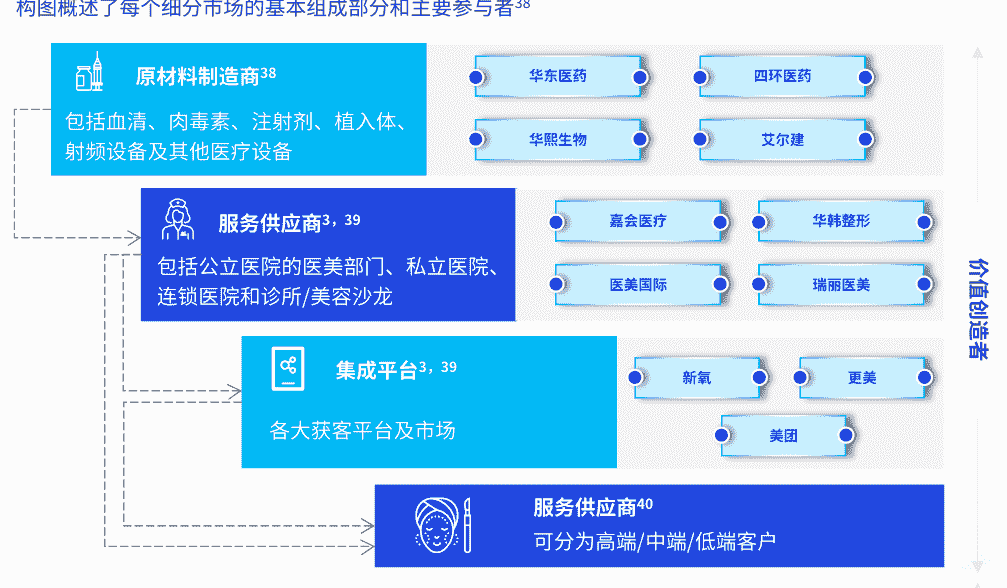 构图概述了每个细分市场的基本组成部分和主要参与者38
原材料制造商38
包括血清、肉毒素、注射剂、植入体、
射频设备及其他医疗设备
华东医药
四环医药
华熙生物
艾尔建
服务供应商3，39
包括公立医院的医美部门、私立医院、
连锁医院和诊所/美容沙龙
嘉会医疗
华韩整形
医美国际
瑞丽医美
价值创造者
集成平台3，39
各大获客平台及市场
新氧
更美
美团
服务供应商40
可分为高端/中端/低端客户